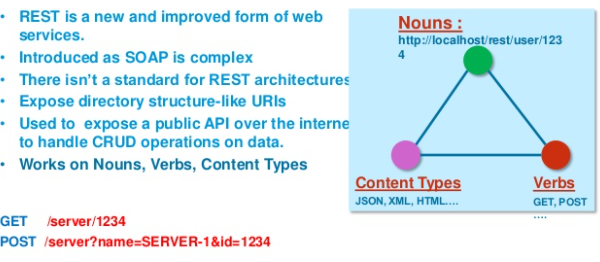 • REST is a new and improved form of web
services.
• Introduced as SOAP is complex
• There isn't a standard for REST architectures
• Expose directory structure-like URIs
• Used to expose a public API over the interne
to handle CRUD operations on data.
• Works on Nouns, Verbs, Content Types
GET /server/1234
POST /server?name=SERVER-1&id=1234
Nouns :
http://localhost/rest/user/123
4
Content Types
JSON, XML, HTML....
Verbs
GET, POST
....